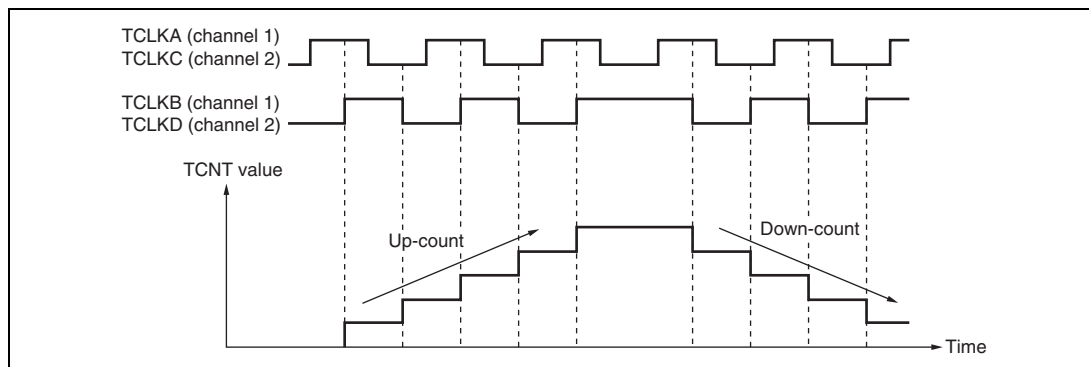 TCLKA (channel 1)
TCLKC (channel 2)
TCLKB (channel 1)
TCLKD (channel 2)
TCNT value
Up-count
Down-count
Time